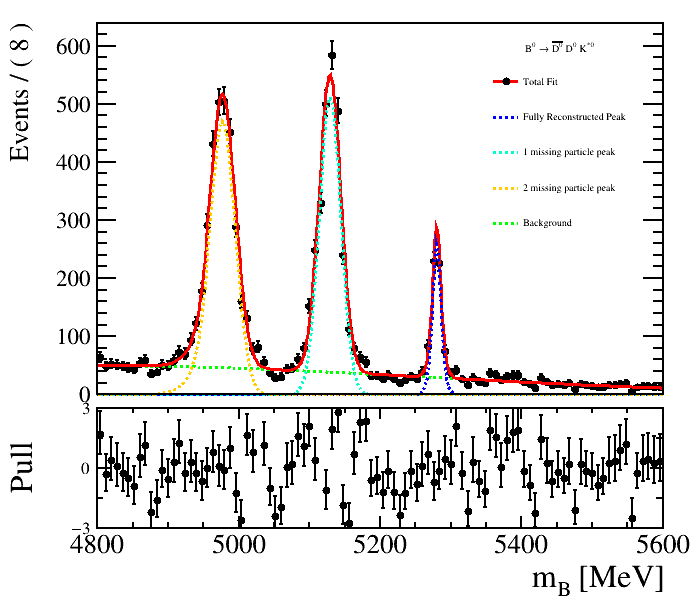 Events / ( 8 )
600
500
400
300
200
100
0
B⁰ → D̅⁰ D⁰ K*⁰
Total Fit
Fully Reconstructed Peak
1 missing particle peak
2 missing particle peak
Background
Pull
3
0
−3
4800 5000 5200 5400 5600
m_B [MeV]